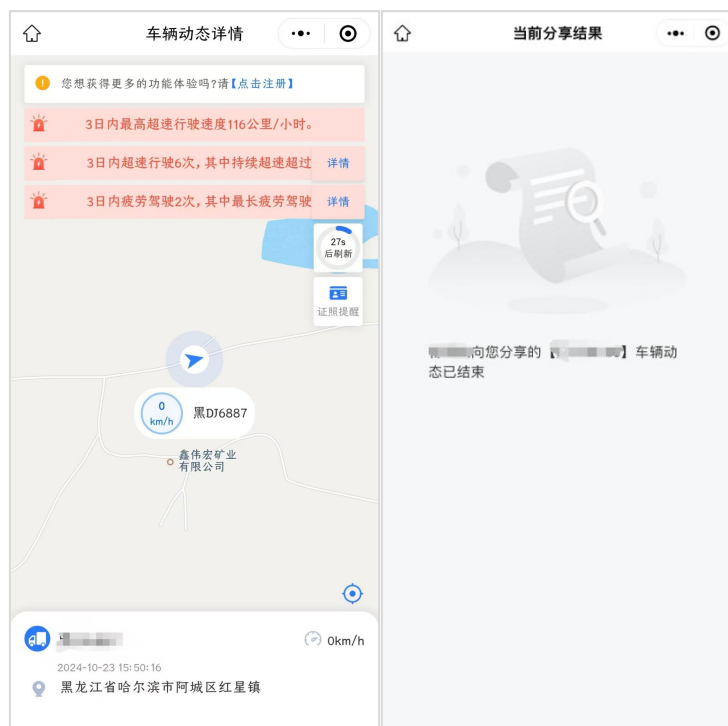 车辆动态详情
您想获得更多的功能体验吗?请【点击注册】
3日内最高超速行驶速度116公里/小时。
3日内超速行驶6次,其中持续超速超过 详情
3日内疲劳驾驶2次,其中最长疲劳驾驶 详情
27s
后刷新
证照提醒
0
km/h
黑DJ6887
鑫伟宏矿业
有限公司
0km/h
2024-10-23 15:50:16
黑龙江省哈尔滨市阿城区红星镇
当前分享结果
向您分享的【 】车辆动
态已结束